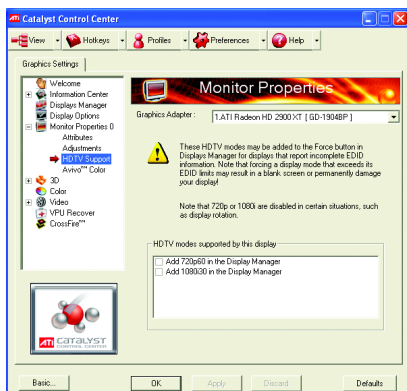 ATI Catalyst Control Center
View
Hotkeys
Profiles
Preferences
Help
Graphics Settings
Welcome
Information Center
Displays Manager
Display Options
Monitor Properties 0
Attributes
Adjustments
HDTV Support
Avivo™ Color
3D
Color
Video
VPU Recover
CrossFire™
Monitor Properties
Graphics Adapter :
1.ATI Radeon HD 2900 XT [ GD-1904BP ]
These HDTV modes may be added to the Force button in
Displays Manager for displays that report incomplete EDID
information. Note that forcing a display mode that exceeds its
EDID limits may result in a blank screen or permanently damage
your display!
Note that 720p or 1080i are disabled in certain situations, such
as display rotation.
HDTV modes supported by this display
Add 720p60 in the Display Manager
Add 1080i30 in the Display Manager
ATI CATALYST
CONTROL CENTER
Basic...
OK
Apply
Discard
Defaults